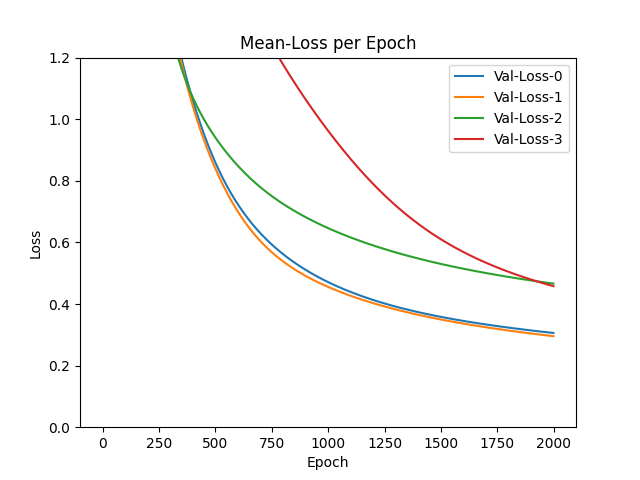 Mean-Loss per Epoch
1.2
1.0
0.8
0.6
0.4
0.2
0.0
Loss
Val-Loss-0
Val-Loss-1
Val-Loss-2
Val-Loss-3
0 250 500 750 1000 1250 1500 1750 2000
Epoch